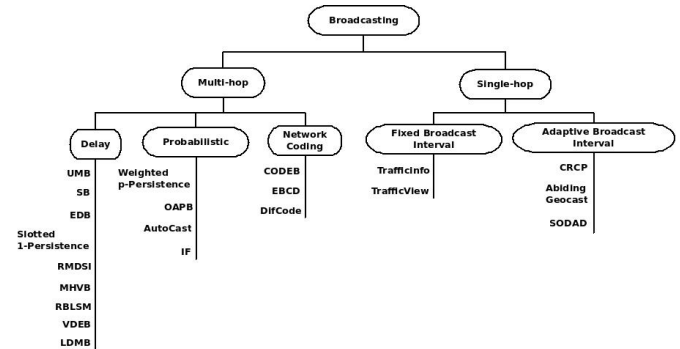 Broadcasting
Multi-hop
Single-hop
Delay
Probabilistic
Network
Coding
Fixed Broadcast
Interval
Adaptive Broadcast
Interval
UMB
SB
EDB
Slotted
1-Persistence
RMDSI
MHVB
RBLSM
VDEB
LDMB
Weighted
p-Persistence
OAPB
AutoCast
IF
CODEB
EBCD
DifCode
TrafficInfo
TrafficView
CRCP
Abiding
Geocast
SODAD